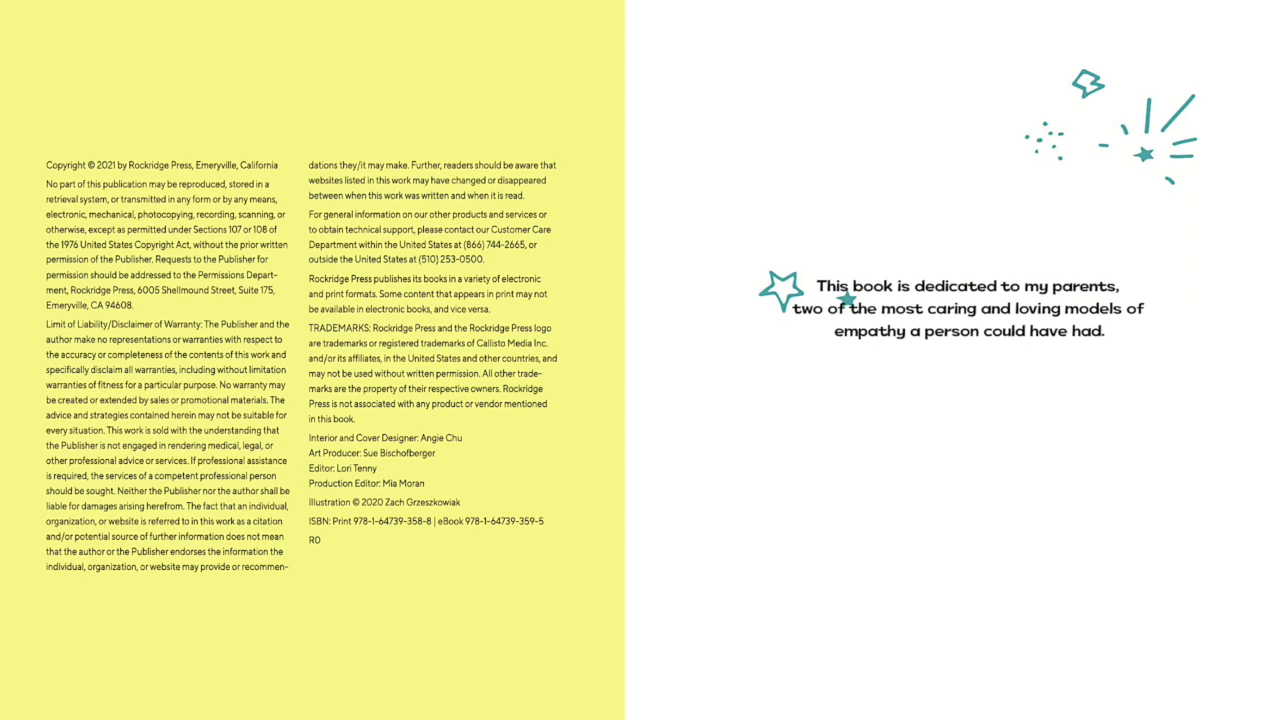 Copyright © 2021 by Rockridge Press, Emeryville, California
No part of this publication may be reproduced, stored in a
retrieval system, or transmitted in any form or by any means,
electronic, mechanical, photocopying, recording, scanning, or
otherwise, except as permitted under Sections 107 or 108 of
the 1976 United States Copyright Act, without the prior written
permission of the Publisher. Requests to the Publisher for
permission should be addressed to the Permissions Depart-
ment, Rockridge Press, 6005 Shellmound Street, Suite 175,
Emeryville, CA 94608.
Limit of Liability/Disclaimer of Warranty: The Publisher and the
author make no representations or warranties with respect to
the accuracy or completeness of the contents of this work and
specifically disclaim all warranties, including without limitation
warranties of fitness for a particular purpose. No warranty may
be created or extended by sales or promotional materials. The
advice and strategies contained herein may not be suitable for
every situation. This work is sold with the understanding that
the Publisher is not engaged in rendering medical, legal, or
other professional advice or services. If professional assistance
is required, the services of a competent professional person
should be sought. Neither the Publisher nor the author shall be
liable for damages arising herefrom. The fact that an individual,
organization, or website is referred to in this work as a citation
and/or potential source of further information does not mean
that the author or the Publisher endorses the information the
individual, organization, or website may provide or recommen-
dations they/it may make. Further, readers should be aware that
websites listed in this work may have changed or disappeared
between when this work was written and when it is read.
For general information on our other products and services or
to obtain technical support, please contact our Customer Care
Department within the United States at (866) 744-2665, or
outside the United States at (510) 253-0500.
Rockridge Press publishes its books in a variety of electronic
and print formats. Some content that appears in print may not
be available in electronic books, and vice versa.
TRADEMARKS: Rockridge Press and the Rockridge Press logo
are trademarks or registered trademarks of Callisto Media Inc.
and/or its affiliates, in the United States and other countries, and
may not be used without written permission. All other trade-
marks are the property of their respective owners. Rockridge
Press is not associated with any product or vendor mentioned
in this book.
Interior and Cover Designer: Angie Chu
Art Producer: Sue Bischofberger
Editor: Lori Tenny
Production Editor: Mia Moran
Illustration © 2020 Zach Grzeszkowiak
ISBN: Print 978-1-64739-358-8 | eBook 978-1-64739-359-5
R0
This book is dedicated to my parents,
two of the most caring and loving models of
empathy a person could have had.